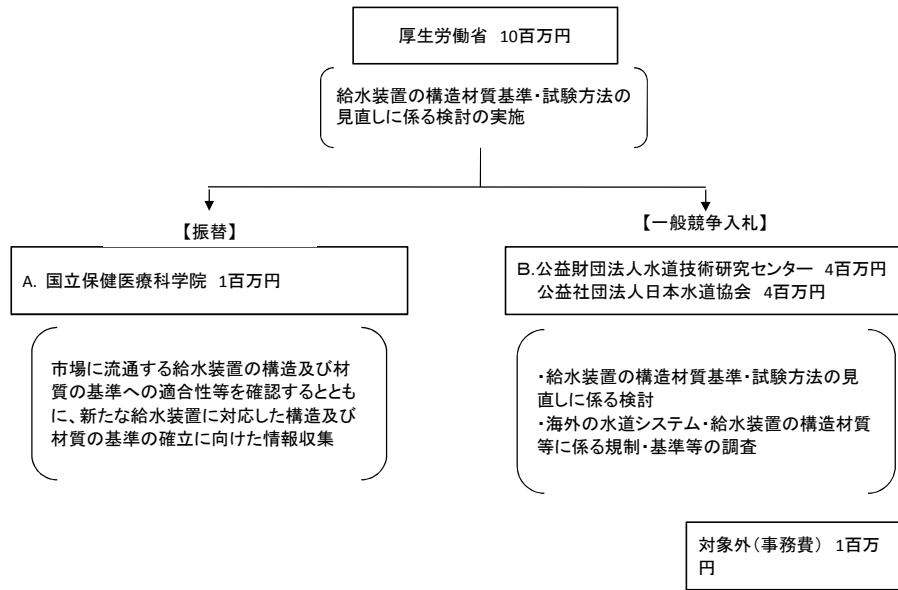 厚生労働省 10百万円
給水装置の構造材質基準・試験方法の
見直しに係る検討の実施
【振替】
【一般競争入札】
A. 国立保健医療科学院 1百万円
B.公益財団法人水道技術研究センター 4百万円
公益社団法人日本水道協会 4百万円
市場に流通する給水装置の構造及び材
質の基準への適合性等を確認するととも
に、新たな給水装置に対応した構造及び
材質の基準の確立に向けた情報収集
・給水装置の構造材質基準・試験方法の見
直しに係る検討
・海外の水道システム・給水装置の構造材質
等に係る規制・基準等の調査
対象外(事務費) 1百万
円